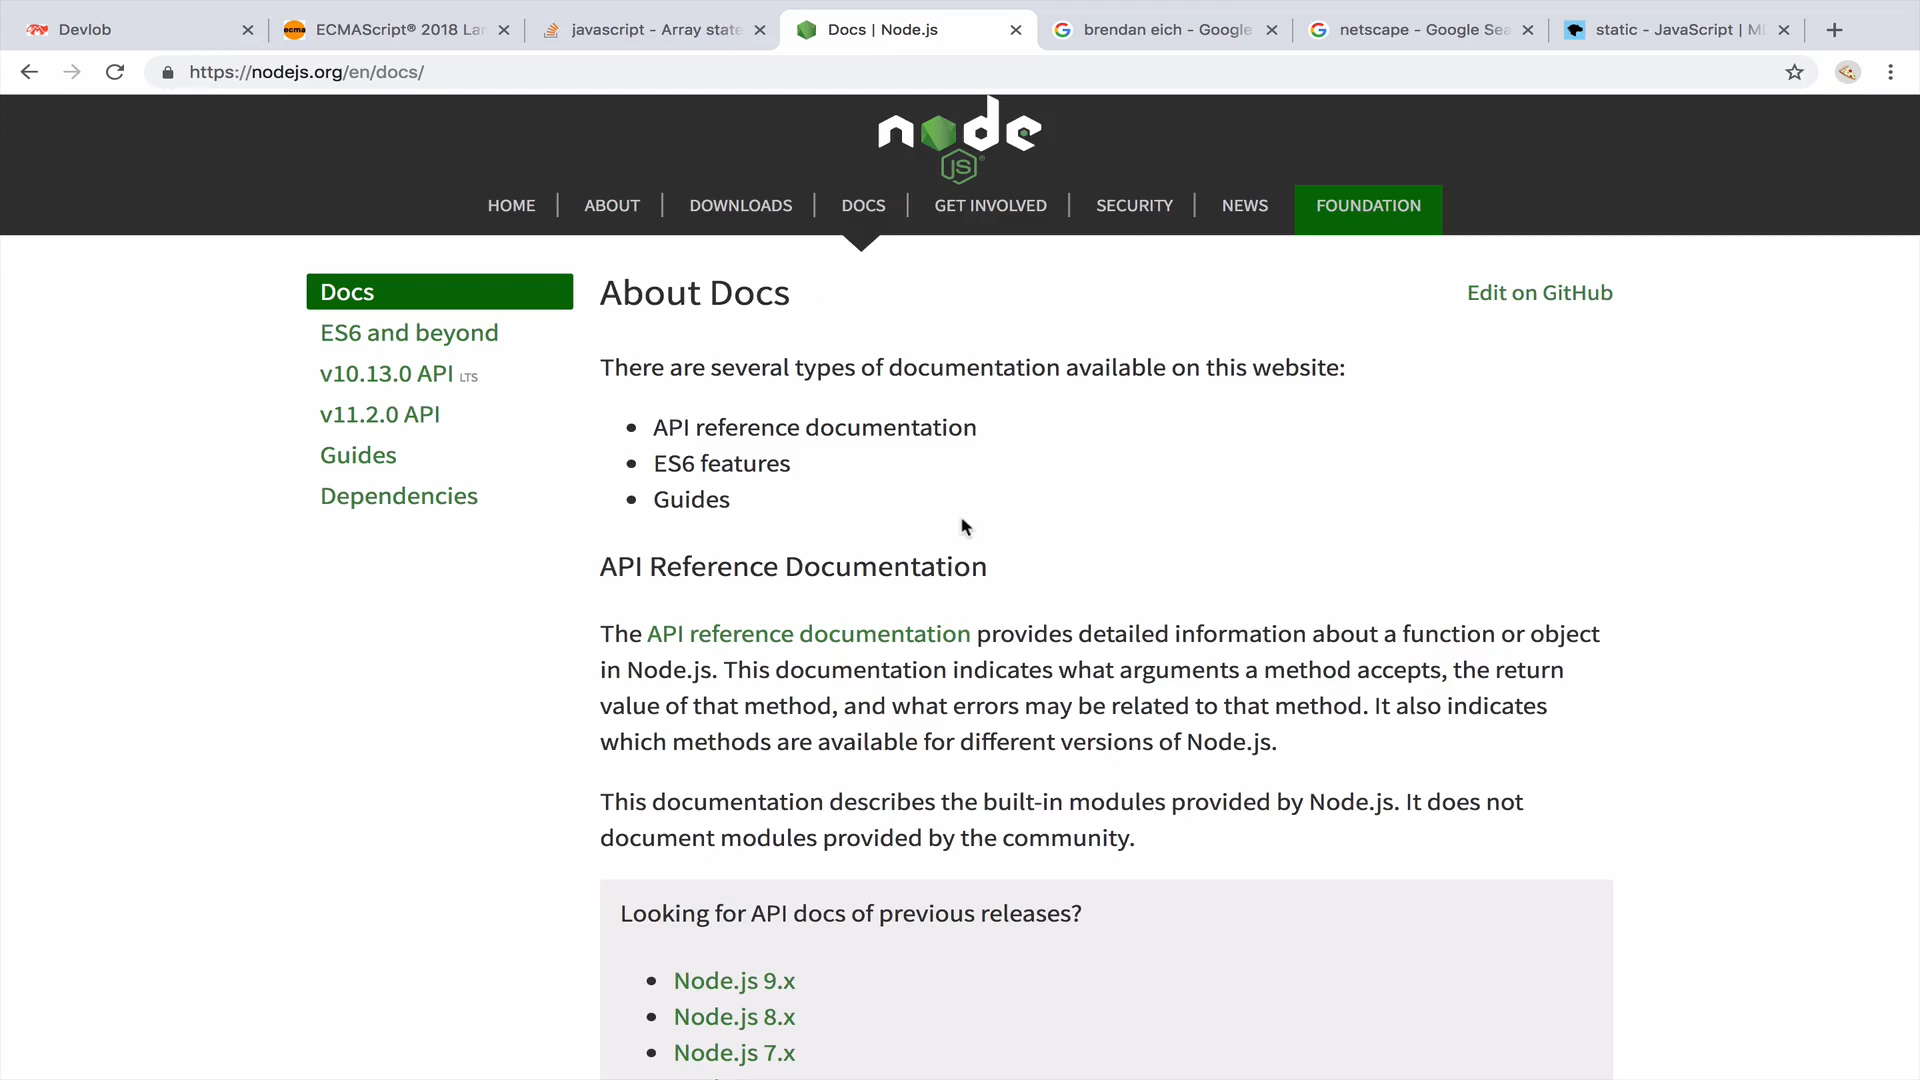 Devlob
ecma ECMAScript® 2018 Lar
javascript - Array state
Docs | Node.js
brendan eich - Google
netscape - Google Sea
static - JavaScript | M
https://nodejs.org/en/docs/
node
JS®
HOME
ABOUT
DOWNLOADS
DOCS
GET INVOLVED
SECURITY
NEWS
FOUNDATION
Docs
ES6 and beyond
v10.13.0 API LTS
v11.2.0 API
Guides
Dependencies
About Docs
Edit on GitHub
There are several types of documentation available on this website:
• API reference documentation
• ES6 features
• Guides
API Reference Documentation
The API reference documentation provides detailed information about a function or object
in Node.js. This documentation indicates what arguments a method accepts, the return
value of that method, and what errors may be related to that method. It also indicates
which methods are available for different versions of Node.js.
This documentation describes the built-in modules provided by Node.js. It does not
document modules provided by the community.
Looking for API docs of previous releases?
• Node.js 9.x
• Node.js 8.x
• Node.js 7.x